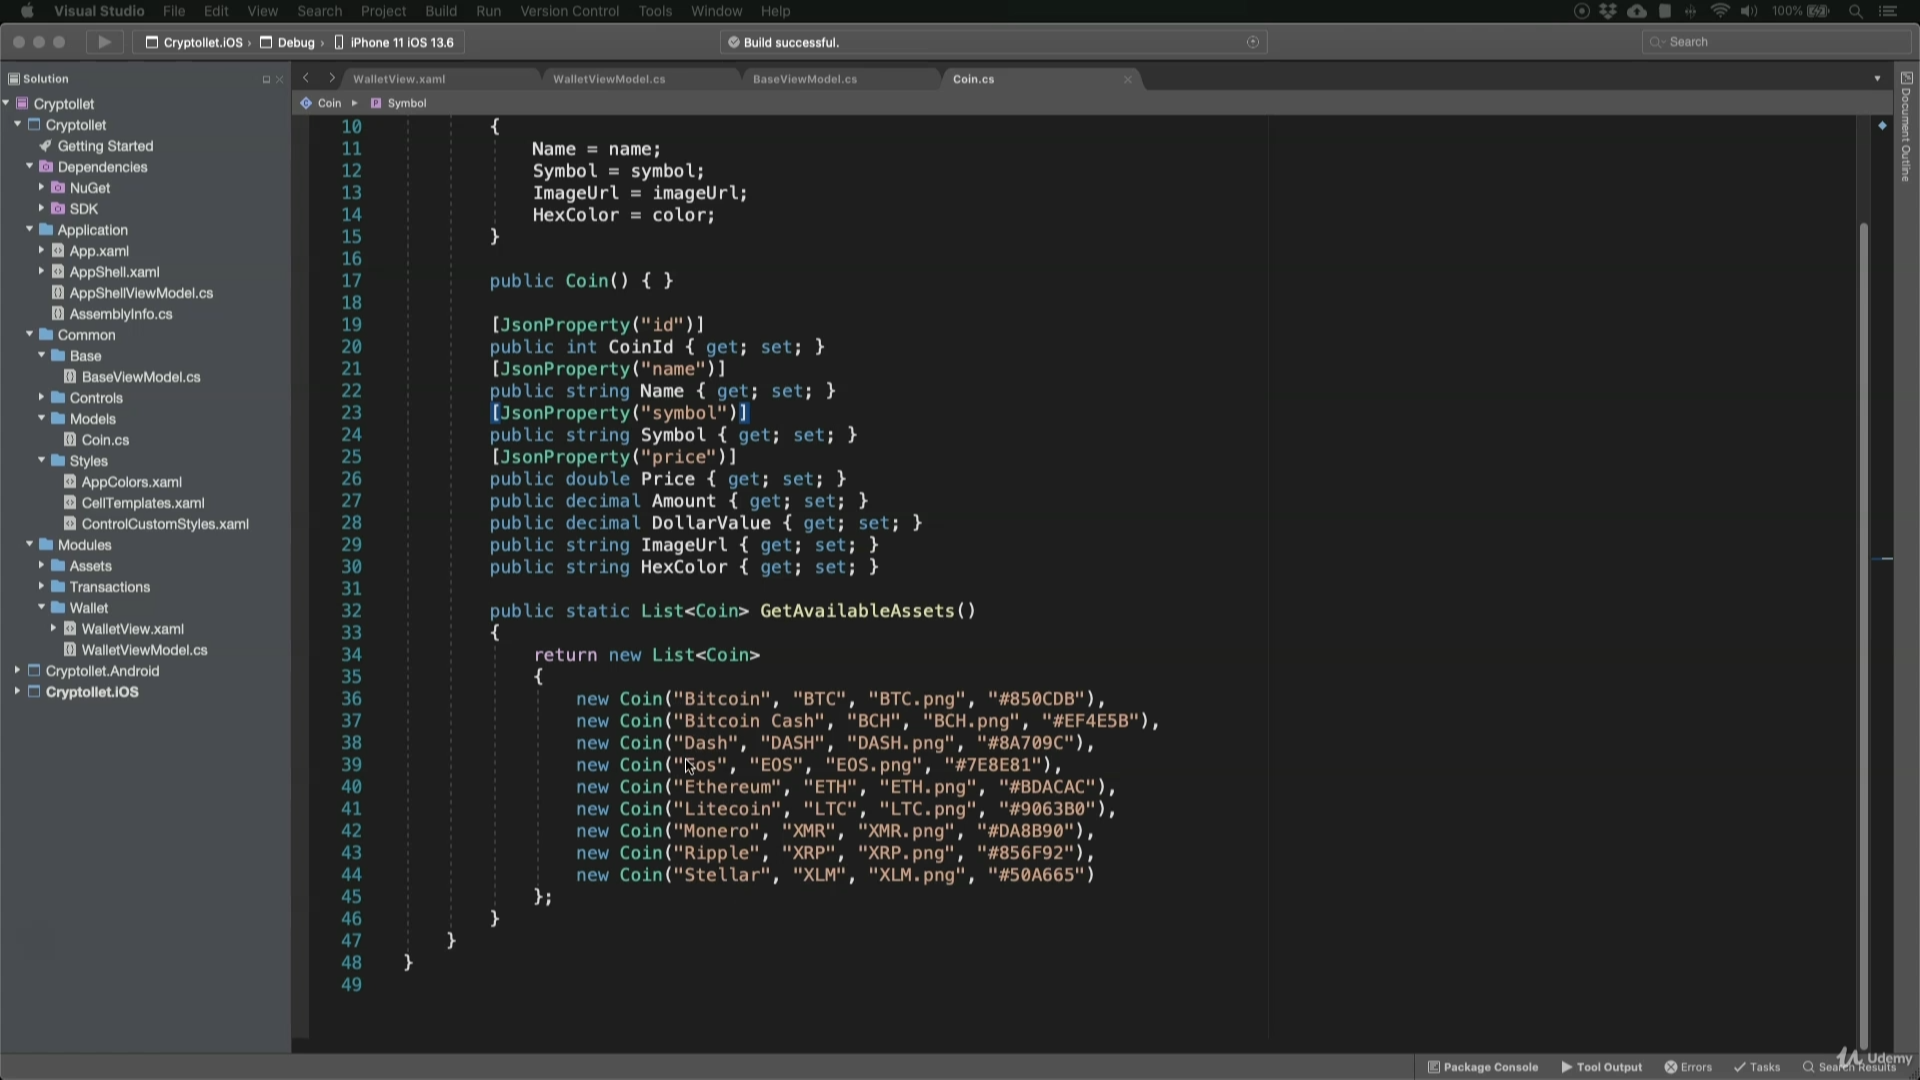 Visual Studio File Edit View Search Project Build Run Version Control Tools Window Help 100%
Cryptollet.iOS › Debug › iPhone 11 iOS 13.6 Build successful. Search
Solution
WalletView.xaml WalletViewModel.cs BaseViewModel.cs Coin.cs
Coin Symbol
Document Outline
Cryptollet
Cryptollet
Getting Started
Dependencies
NuGet
SDK
Application
App.xaml
AppShell.xaml
AppShellViewModel.cs
AssemblyInfo.cs
Common
Base
BaseViewModel.cs
Controls
Models
Coin.cs
Styles
AppColors.xaml
CellTemplates.xaml
ControlCustomStyles.xaml
Modules
Assets
Transactions
Wallet
WalletView.xaml
WalletViewModel.cs
Cryptollet.Android
Cryptollet.iOS
10 {
11 Name = name;
12 Symbol = symbol;
13 ImageUrl = imageUrl;
14 HexColor = color;
15 }
16
17 public Coin() { }
18
19 [JsonProperty("id")]
20 public int CoinId { get; set; }
21 [JsonProperty("name")]
22 public string Name { get; set; }
23 [JsonProperty("symbol")]
24 public string Symbol { get; set; }
25 [JsonProperty("price")]
26 public double Price { get; set; }
27 public decimal Amount { get; set; }
28 public decimal DollarValue { get; set; }
29 public string ImageUrl { get; set; }
30 public string HexColor { get; set; }
31
32 public static List<Coin> GetAvailableAssets()
33 {
34 return new List<Coin>
35 {
36 new Coin("Bitcoin", "BTC", "BTC.png", "#850CDB"),
37 new Coin("Bitcoin Cash", "BCH", "BCH.png", "#EF4E5B"),
38 new Coin("Dash", "DASH", "DASH.png", "#8A709C"),
39 new Coin("Eos", "EOS", "EOS.png", "#7E8E81"),
40 new Coin("Ethereum", "ETH", "ETH.png", "#BDACAC"),
41 new Coin("Litecoin", "LTC", "LTC.png", "#9063B0"),
42 new Coin("Monero", "XMR", "XMR.png", "#DA8B90"),
43 new Coin("Ripple", "XRP", "XRP.png", "#856F92"),
44 new Coin("Stellar", "XLM", "XLM.png", "#50A665")
45 };
46 }
47 }
48 }
49
Package Console Tool Output Errors Tasks Search Results
Udemy